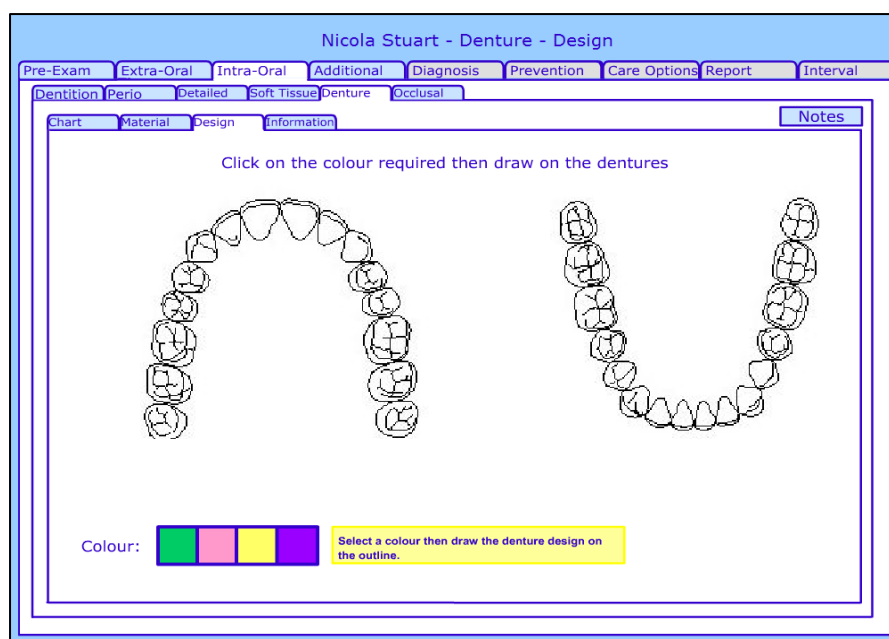 Nicola Stuart - Denture - Design
Pre-Exam Extra-Oral Intra-Oral Additional Diagnosis Prevention Care Options Report Interval
Dentition Perio Detailed Soft Tissue Denture Occlusal
Chart Material Design Information Notes
Click on the colour required then draw on the dentures
Colour:
Select a colour then draw the denture design on
the outline.